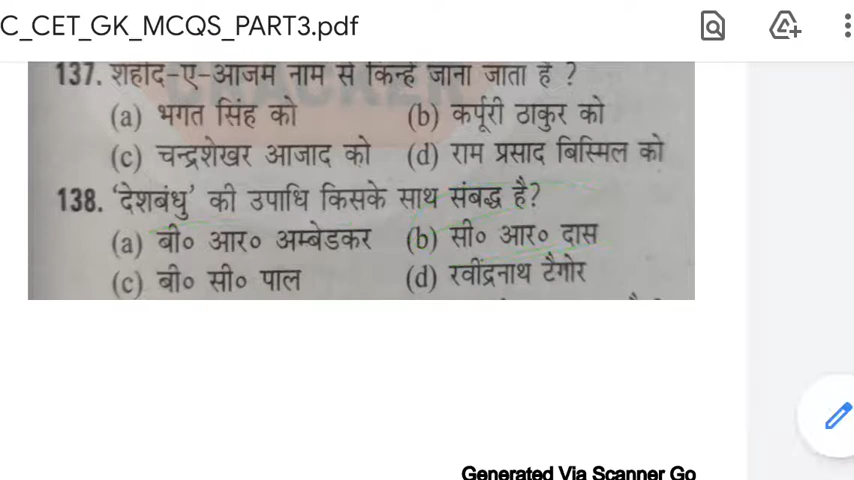 C_CET_GK_MCQS_PART3.pdf
137. शहीद-ए-आजम नाम से किन्हें जाना जाता है ?
(a) भगत सिंह को (b) कर्पूरी ठाकुर को
(c) चन्द्रशेखर आजाद को (d) राम प्रसाद बिस्मिल को
138. 'देशबंधु' की उपाधि किसके साथ संबद्ध है?
(a) बी० आर० अम्बेडकर (b) सी० आर० दास
(c) बी० सी० पाल (d) रवींद्रनाथ टैगोर
Generated Via Scanner Go